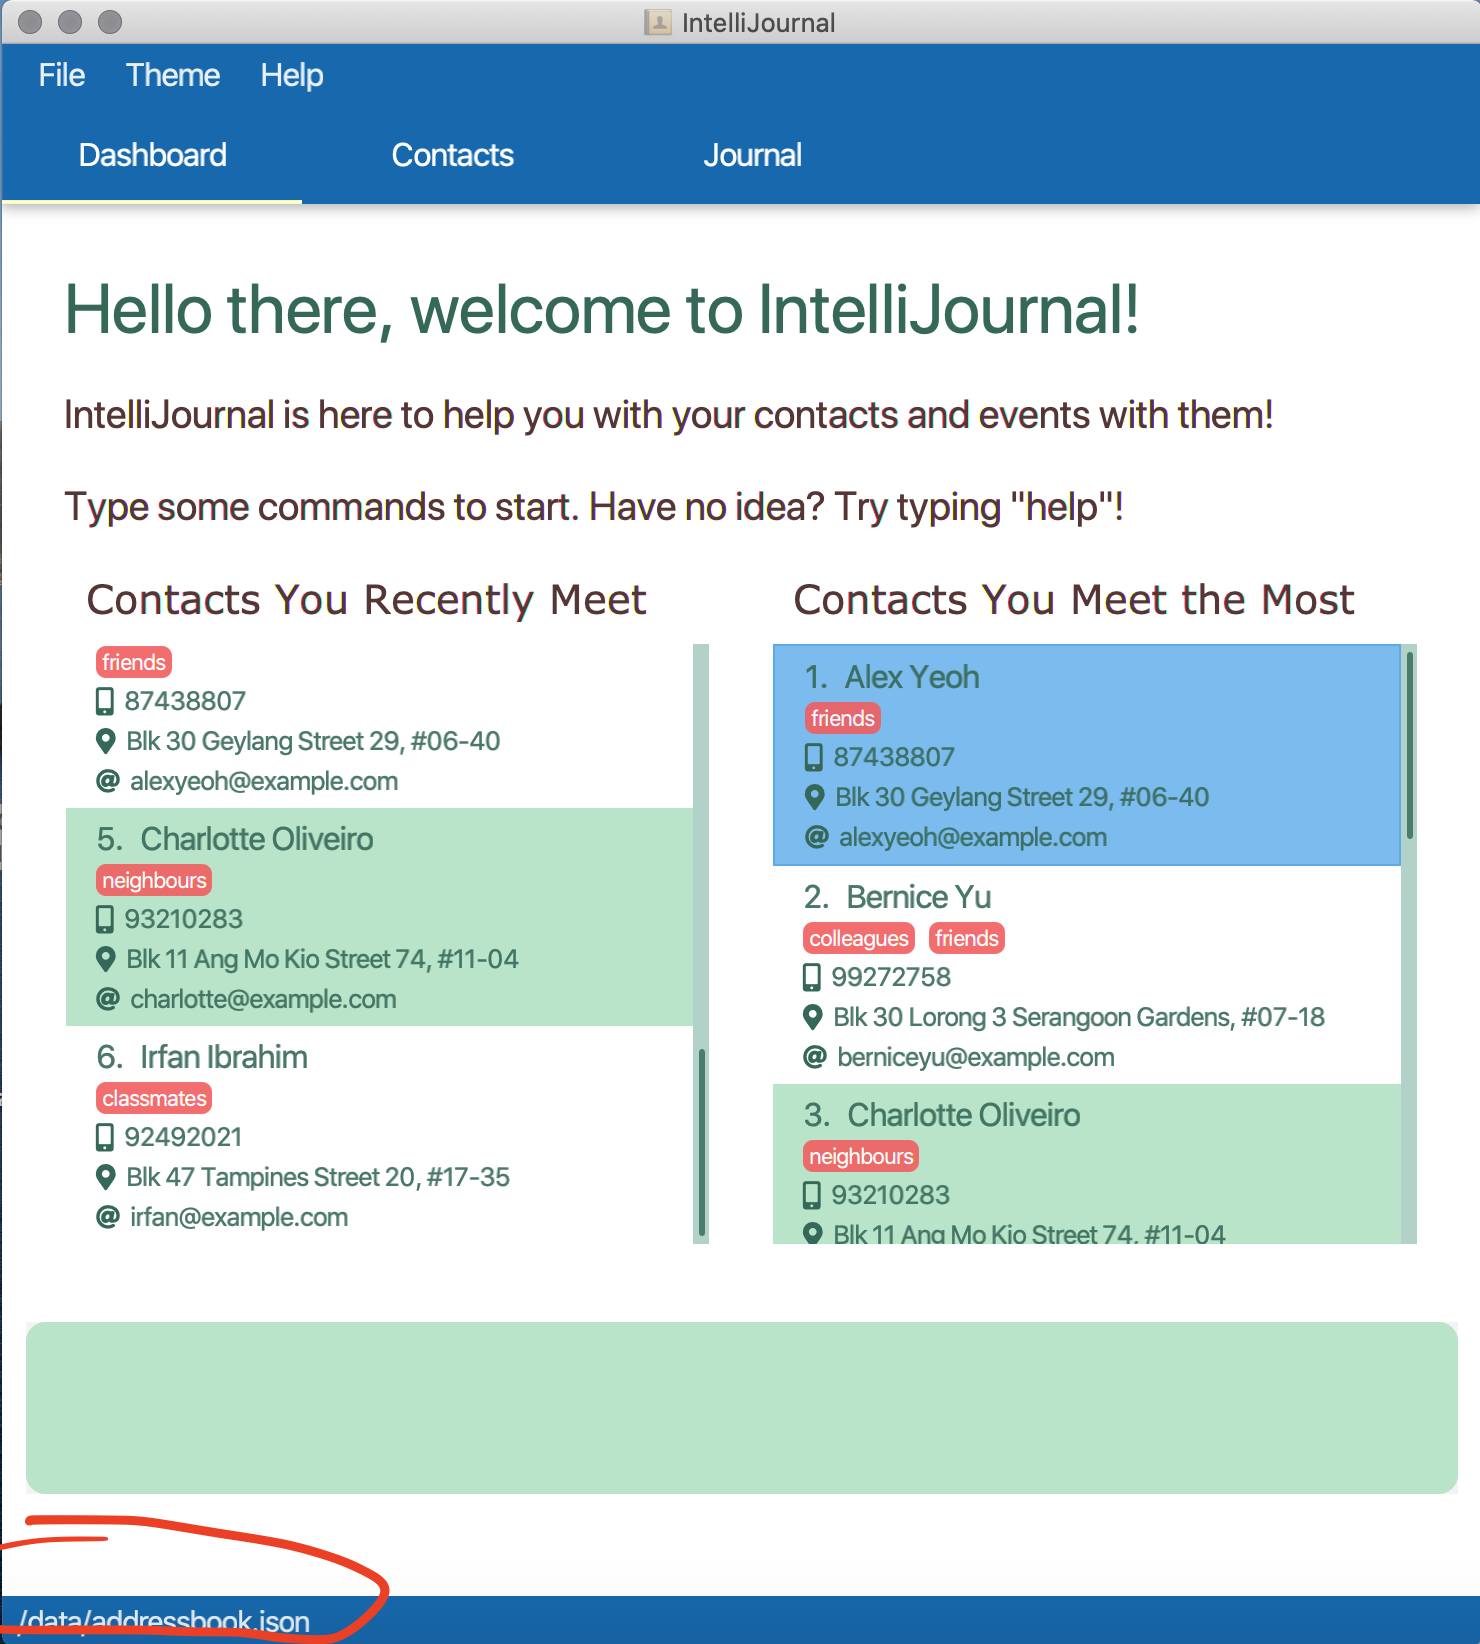 IntelliJournal
File Theme Help
Dashboard Contacts Journal
Hello there, welcome to IntelliJournal!
IntelliJournal is here to help you with your contacts and events with them!
Type some commands to start. Have no idea? Try typing "help"!
Contacts You Recently Meet
friends
87438807
Blk 30 Geylang Street 29, #06-40
@ alexyeoh@example.com
5. Charlotte Oliveiro
neighbours
93210283
Blk 11 Ang Mo Kio Street 74, #11-04
@ charlotte@example.com
6. Irfan Ibrahim
classmates
92492021
Blk 47 Tampines Street 20, #17-35
@ irfan@example.com
Contacts You Meet the Most
1. Alex Yeoh
friends
87438807
Blk 30 Geylang Street 29, #06-40
@ alexyeoh@example.com
2. Bernice Yu
colleagues friends
99272758
Blk 30 Lorong 3 Serangoon Gardens, #07-18
@ berniceyu@example.com
3. Charlotte Oliveiro
neighbours
93210283
Blk 11 Ang Mo Kio Street 74, #11-04
/data/addressbook.json